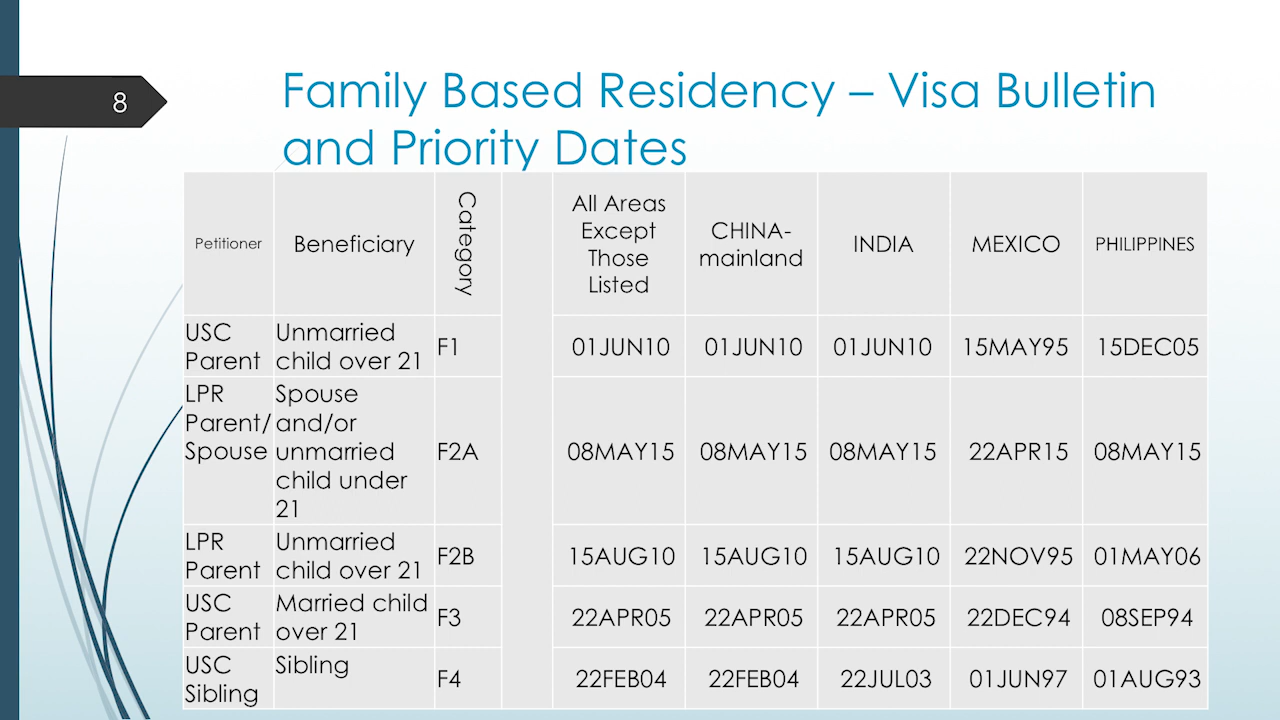 8
Family Based Residency – Visa Bulletin
and Priority Dates
Petitioner
Beneficiary
Category
All Areas
Except
Those
Listed
CHINA-
mainland
INDIA
MEXICO
PHILIPPINES
USC
Parent
Unmarried
child over 21
F1
01JUN10
01JUN10
01JUN10
15MAY95
15DEC05
LPR
Parent/
Spouse
Spouse
and/or
unmarried
child under
21
F2A
08MAY15
08MAY15
08MAY15
22APR15
08MAY15
LPR
Parent
Unmarried
child over 21
F2B
15AUG10
15AUG10
15AUG10
22NOV95
01MAY06
USC
Parent
Married child
over 21
F3
22APR05
22APR05
22APR05
22DEC94
08SEP94
USC
Sibling
Sibling
F4
22FEB04
22FEB04
22JUL03
01JUN97
01AUG93